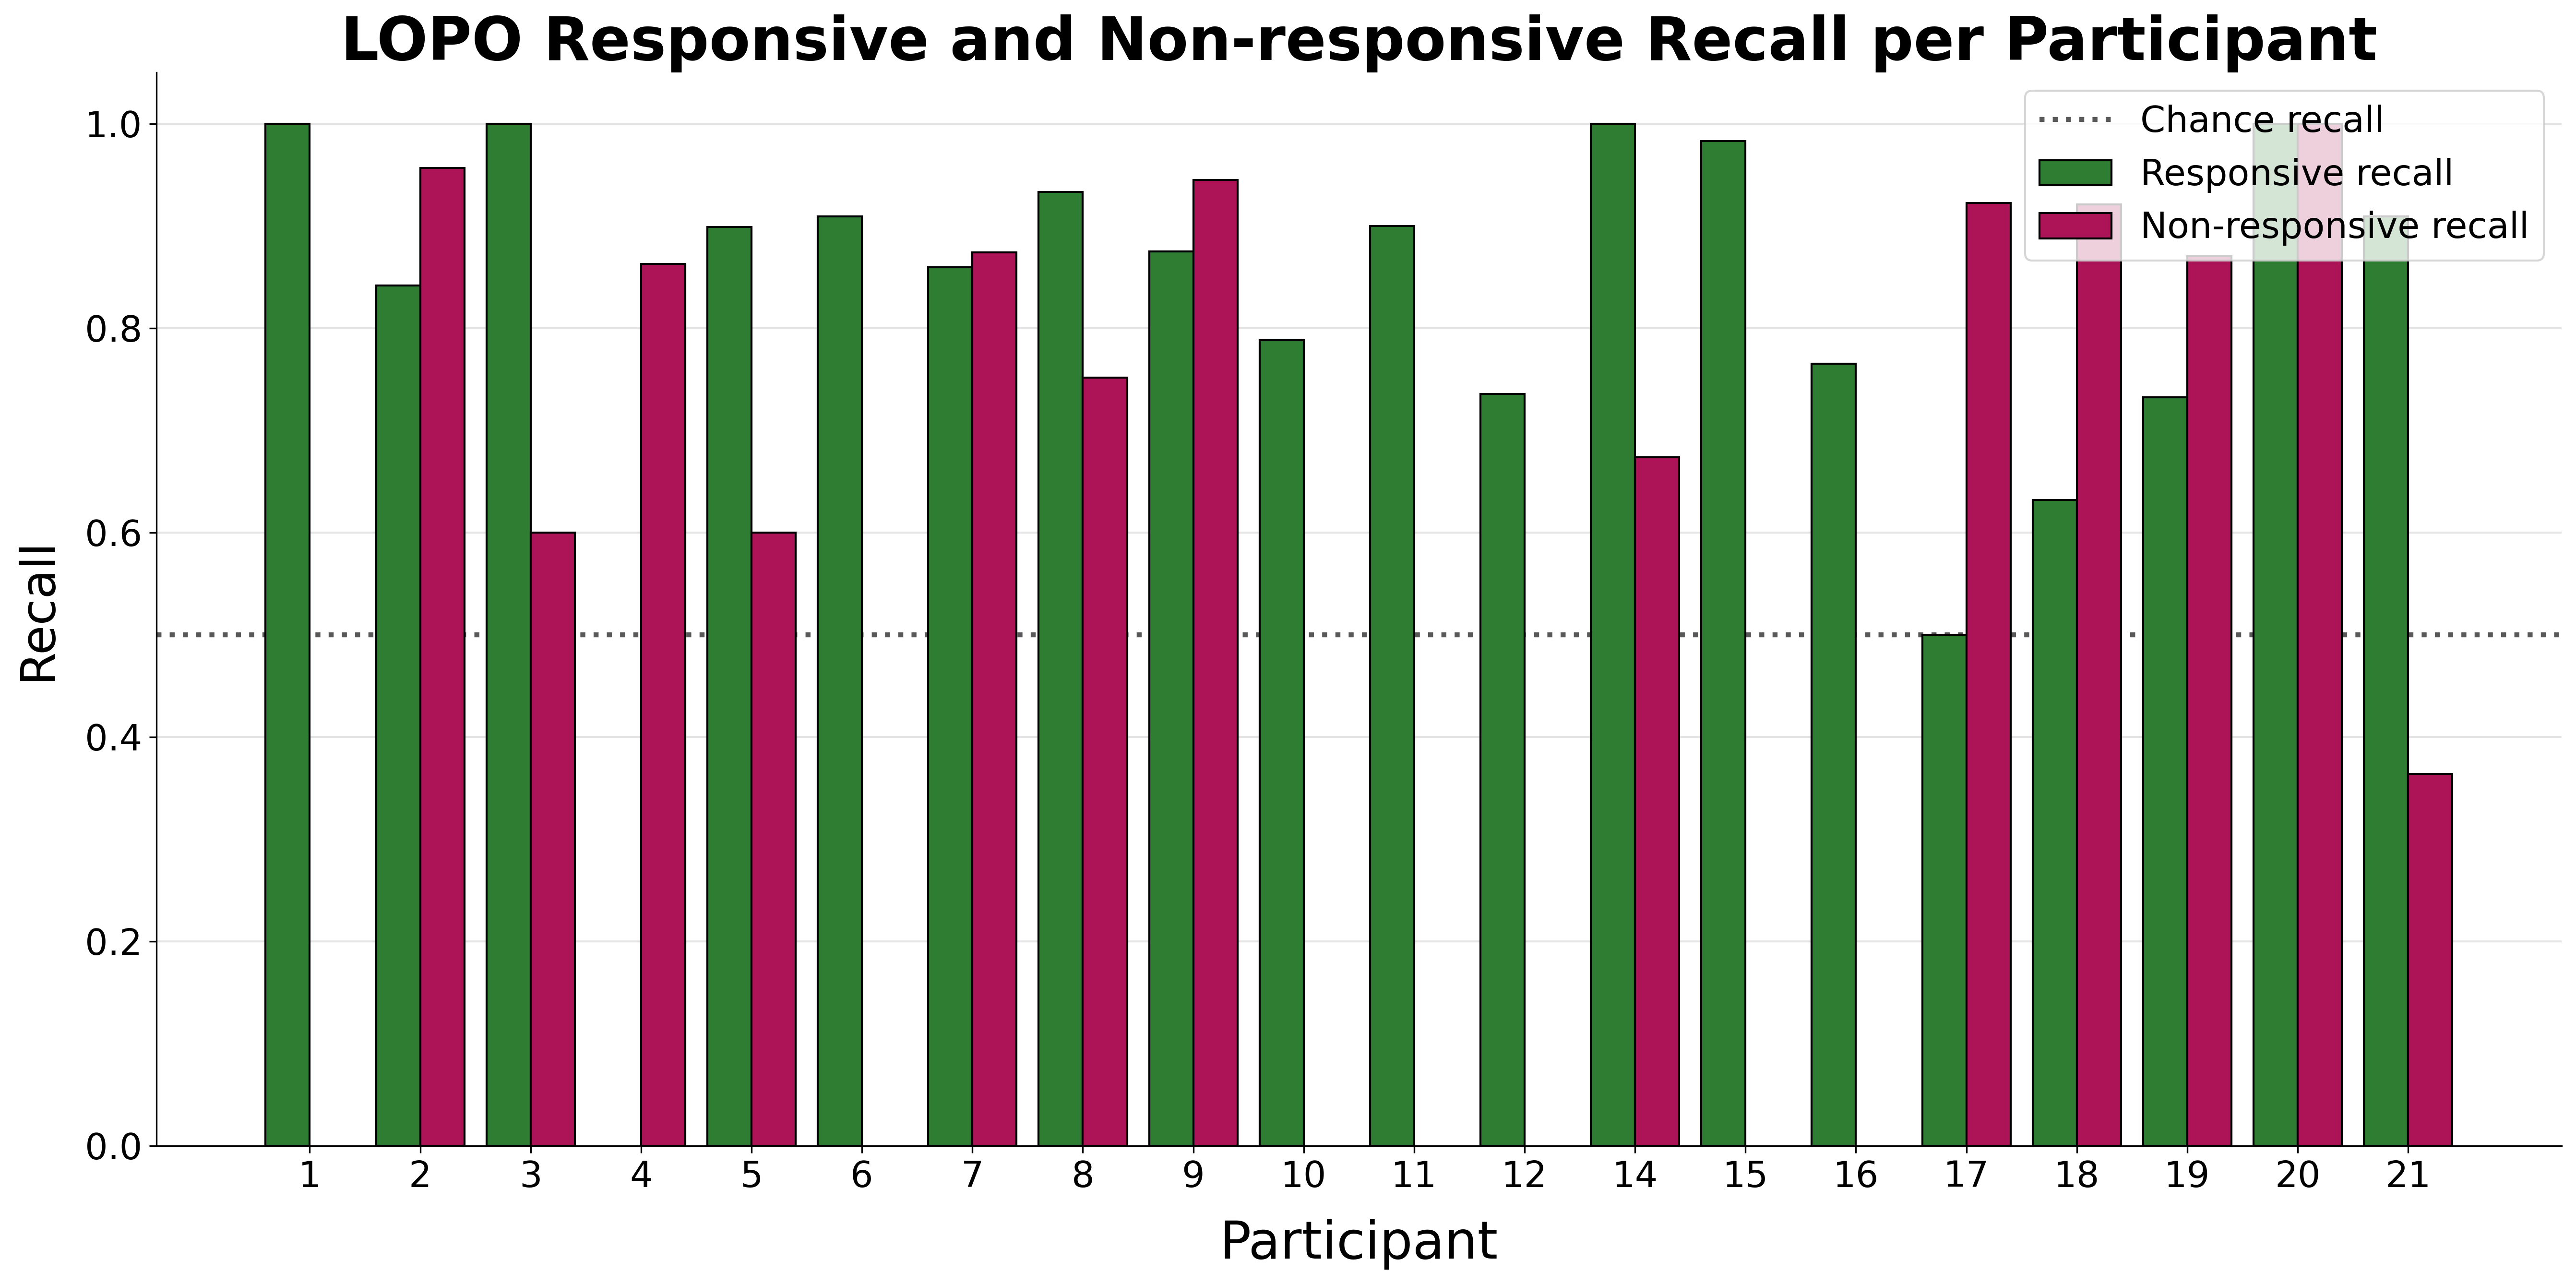 LOPO Responsive and Non-responsive Recall per Participant
Chance recall
Responsive recall
Non-responsive recall
Recall
1.0
0.8
0.6
0.4
0.2
0.0
1 2 3 4 5 6 7 8 9 10 11 12 14 15 16 17 18 19 20 21
Participant